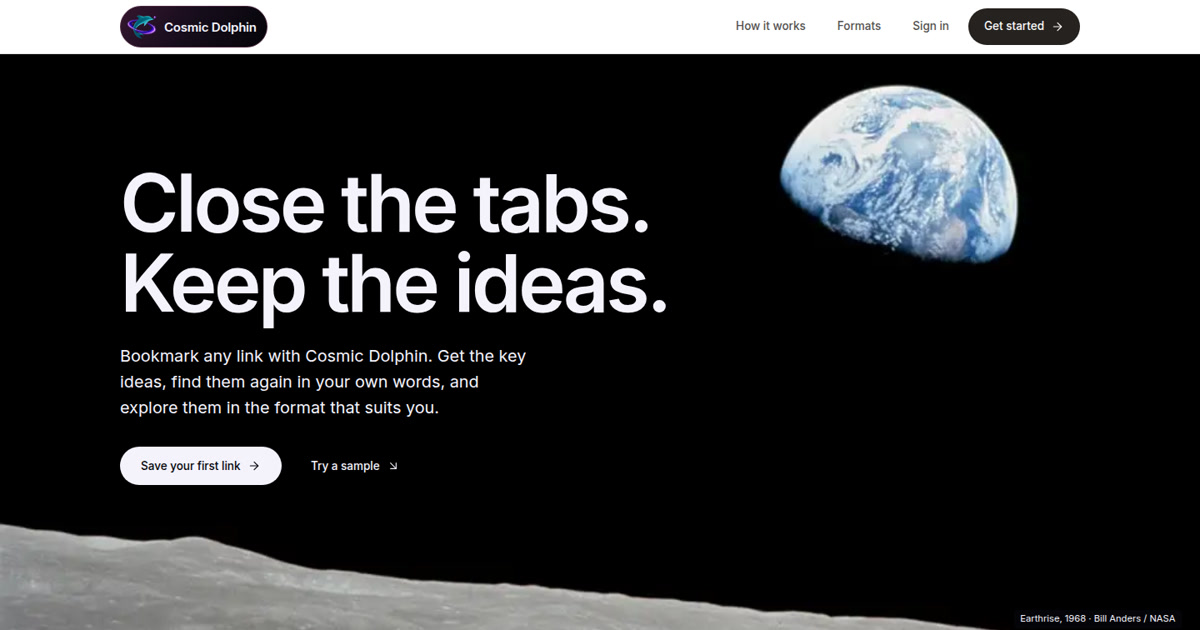 Cosmic Dolphin
How it works
Formats
Sign in
Get started →
Close the tabs.
Keep the ideas.
Bookmark any link with Cosmic Dolphin. Get the key
ideas, find them again in your own words, and
explore them in the format that suits you.
Save your first link →
Try a sample ↘
Earthrise, 1968 · Bill Anders / NASA